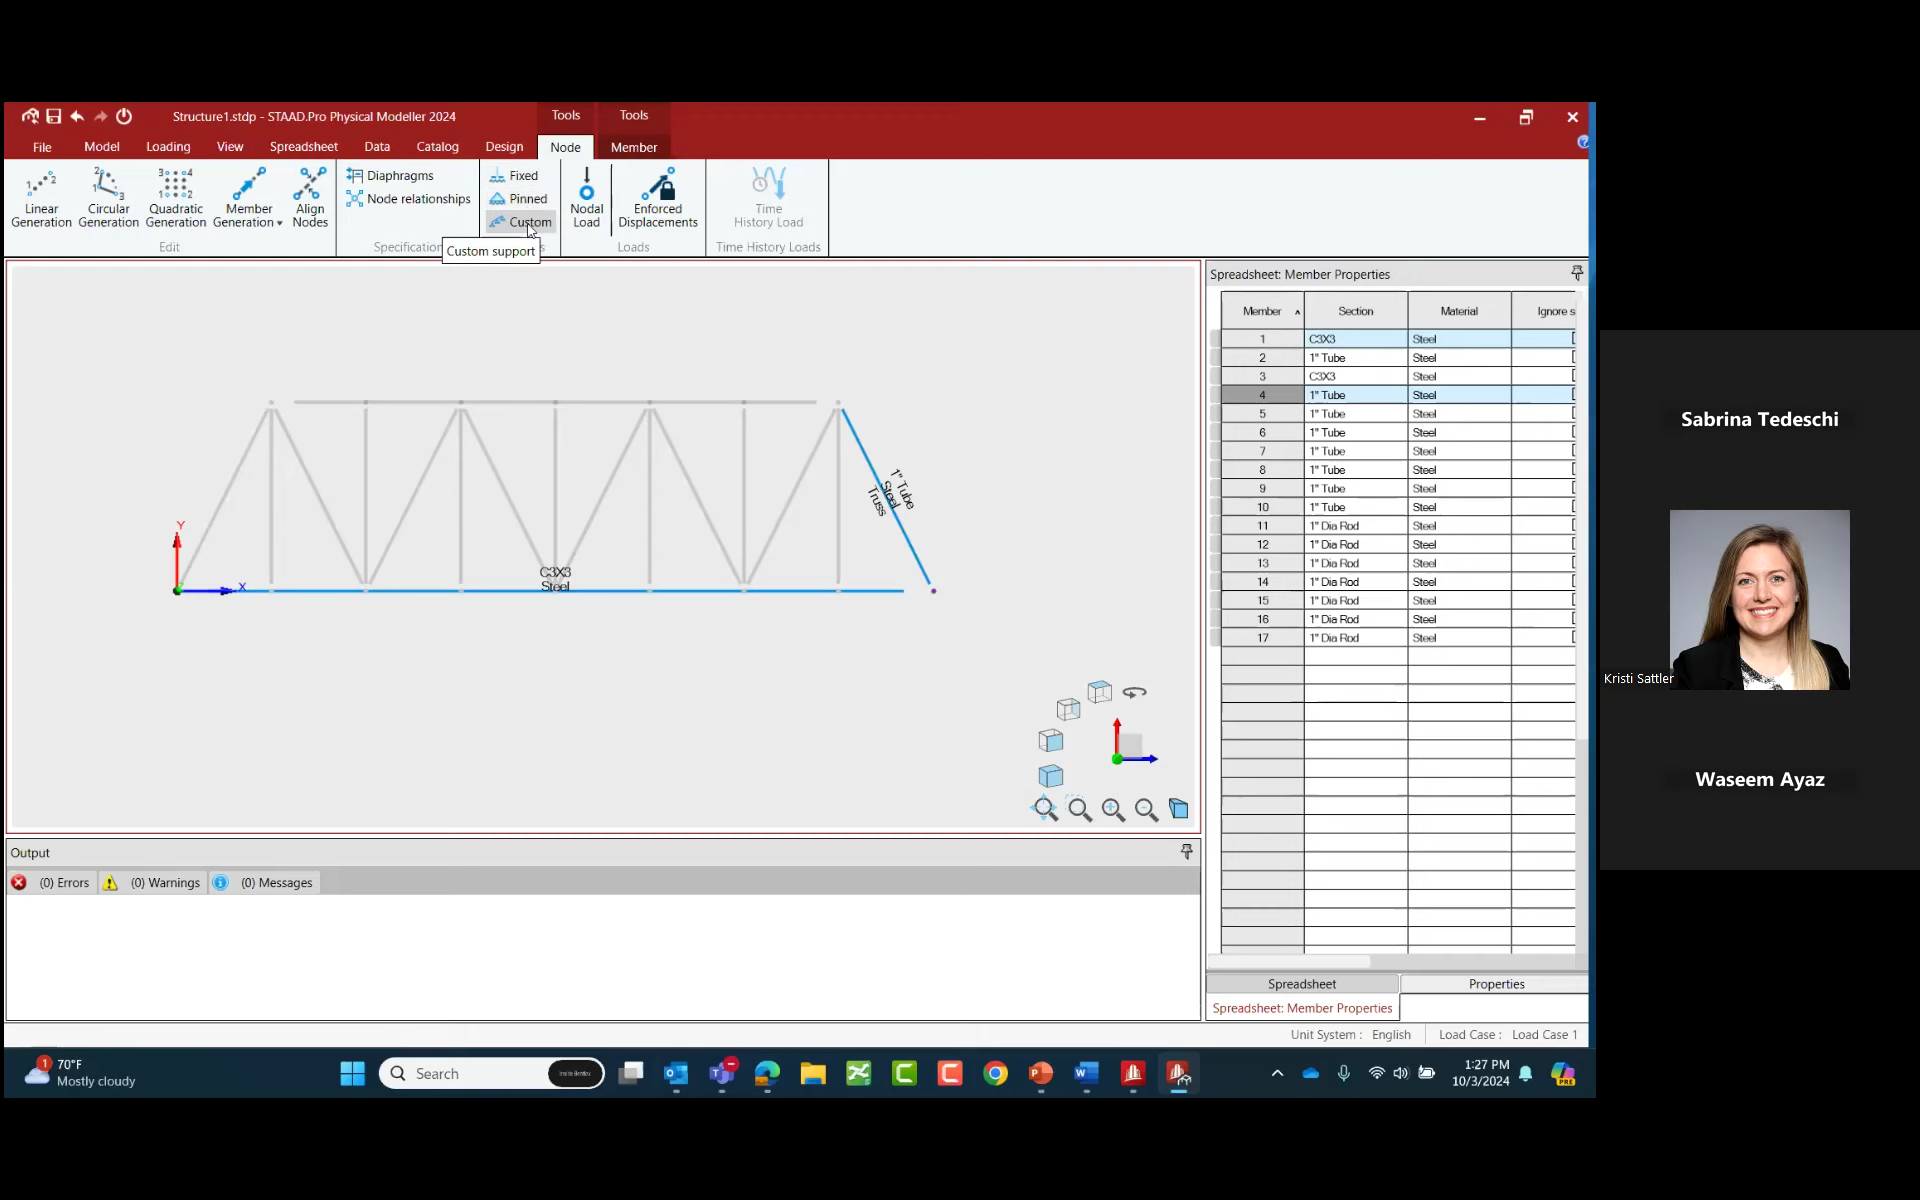 Structure1.stdp - STAAD.Pro Physical Modeller 2024
Tools
Tools
File
Model
Loading
View
Spreadsheet
Data
Catalog
Design
Node
Member
Linear Generation
Circular Generation
Quadratic Generation
Member Generation
Align Nodes
Edit
Diaphragms
Node relationships
Fixed
Pinned
Custom
Custom support
Nodal Load
Enforced Displacements
Loads
Time History Load
Time History Loads
Spreadsheet: Member Properties
Member Section Material Ignore s
1 C3X3 Steel
2 1" Tube Steel
3 C3X3 Steel
4 1" Tube Steel
5 1" Tube Steel
6 1" Tube Steel
7 1" Tube Steel
8 1" Tube Steel
9 1" Tube Steel
10 1" Tube Steel
11 1" Dia Rod Steel
12 1" Dia Rod Steel
13 1" Dia Rod Steel
14 1" Dia Rod Steel
15 1" Dia Rod Steel
16 1" Dia Rod Steel
17 1" Dia Rod Steel
1" Tube
Steel
Truss
Y
X
C3X3
Steel
Output
(0) Errors
(0) Warnings
(0) Messages
Spreadsheet
Properties
Spreadsheet: Member Properties
Unit System : English
Load Case : Load Case 1
1
70°F
Mostly cloudy
Search
1:27 PM
10/3/2024
PRE
Sabrina Tedeschi
Kristi Sattler
Waseem Ayaz